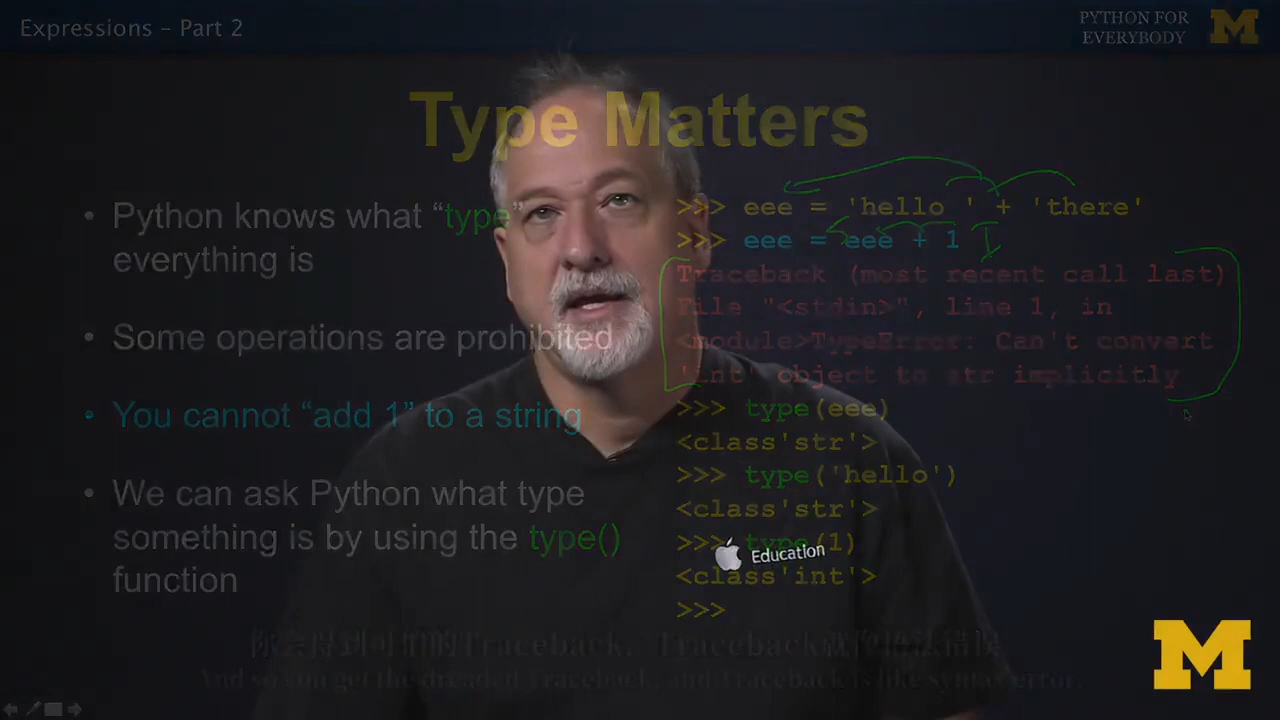 Expressions – Part 2
PYTHON FOR
EVERYBODY
Type Matters
• Python knows what “type”
everything is
• Some operations are prohibited
• You cannot “add 1” to a string
• We can ask Python what type
something is by using the type()
function
>>> eee = 'hello ' + 'there'
>>> eee = eee + 1
Traceback (most recent call last)
File "<stdin>", line 1, in
<module>TypeError: Can't convert
'int' object to str implicitly
>>> type(eee)
<class'str'>
>>> type('hello')
<class'str'>
>>> type(1)
<class'int'>
>>>
Education
And so you get the dreaded Traceback, and Traceback is like syntax error.